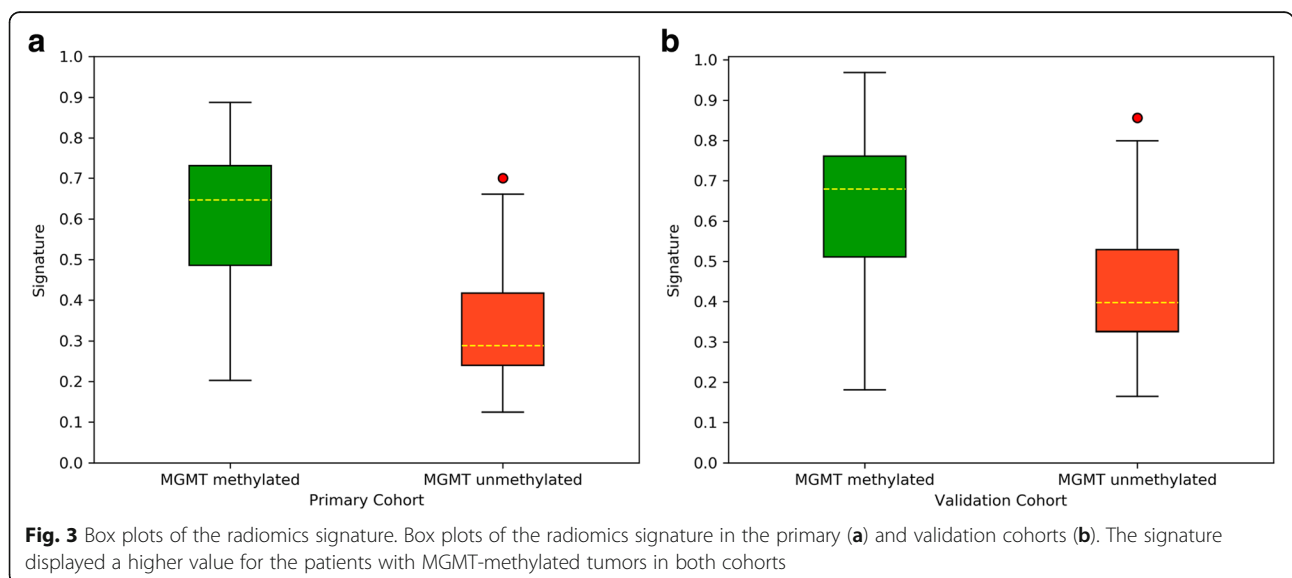 a
1.0
0.9
0.8
0.7
0.6
0.5
0.4
0.3
0.2
0.1
0.0
Signature
MGMT methylated
MGMT unmethylated
Primary Cohort
b
1.0
0.9
0.8
0.7
0.6
0.5
0.4
0.3
0.2
0.1
0.0
Signature
MGMT methylated
MGMT unmethylated
Validation Cohort
Fig. 3 Box plots of the radiomics signature. Box plots of the radiomics signature in the primary (a) and validation cohorts (b). The signature
displayed a higher value for the patients with MGMT-methylated tumors in both cohorts